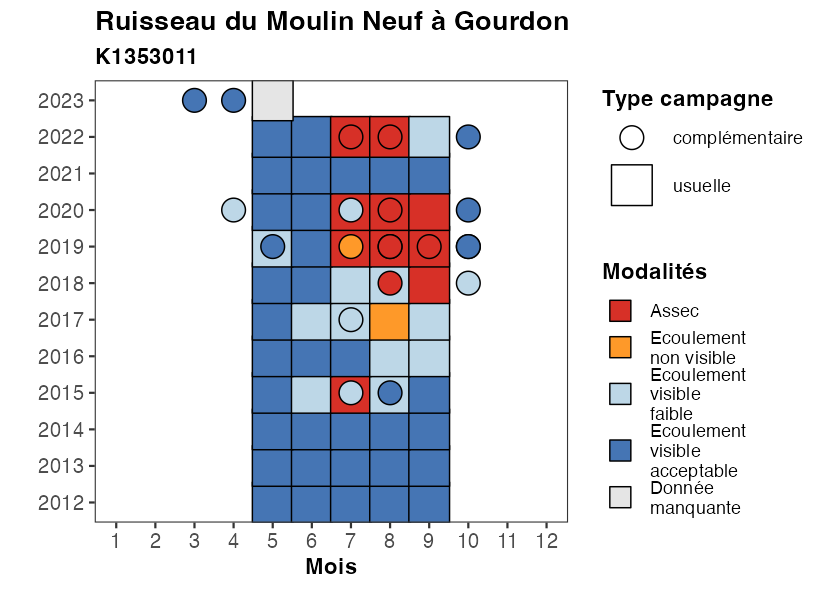 Ruisseau du Moulin Neuf à Gourdon
K1353011
2023
2022
2021
2020
2019
2018
2017
2016
2015
2014
2013
2012
1 2 3 4 5 6 7 8 9 10 11 12
Mois
Type campagne
complémentaire
usuelle
Modalités
Assec
Ecoulement
non visible
Ecoulement
visible
faible
Ecoulement
visible
acceptable
Donnée
manquante